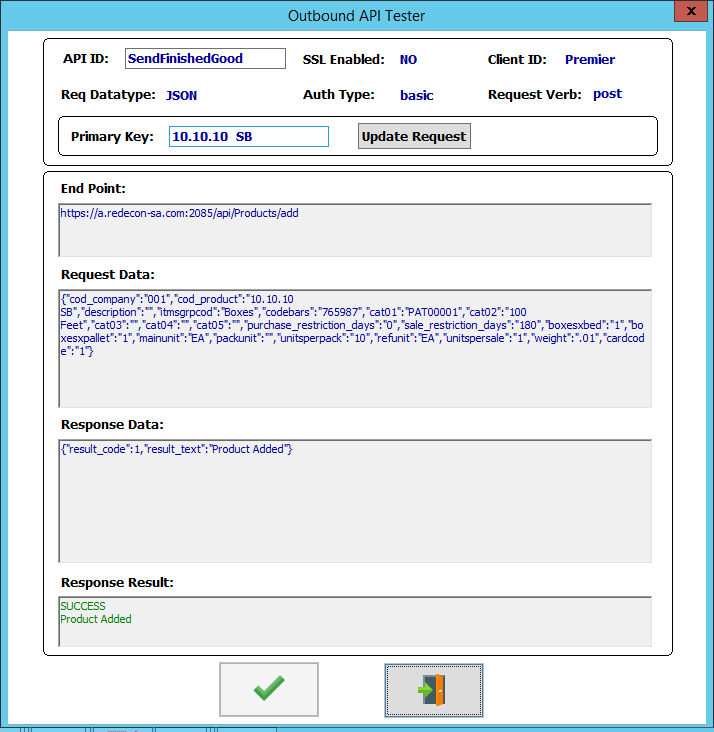 Outbound API Tester
x
API ID: SendFinishedGood SSL Enabled: NO Client ID: Premier
Req Datatype: JSON Auth Type: basic Request Verb: post
Primary Key: 10.10.10  SB Update Request
End Point:
https://a.redecon-sa.com:2085/api/Products/add
Request Data:
{"cod_company":"001","cod_product":"10.10.10
SB","description":"","itmsgrpcod":"Boxes","codebars":"765987","cat01":"PAT00001","cat02":"100
Feet","cat03":"","cat04":"","cat05":"","purchase_restriction_days":"0","sale_restriction_days":"180","boxesxbed":"1","bo
xesxpallet":"1","mainunit":"EA","packunit":"","unitsperpack":"10","refunit":"EA","unitspersale":"1","weight":".01","cardcod
e":"1"}
Response Data:
{"result_code":1,"result_text":"Product Added"}
Response Result:
SUCCESS
Product Added